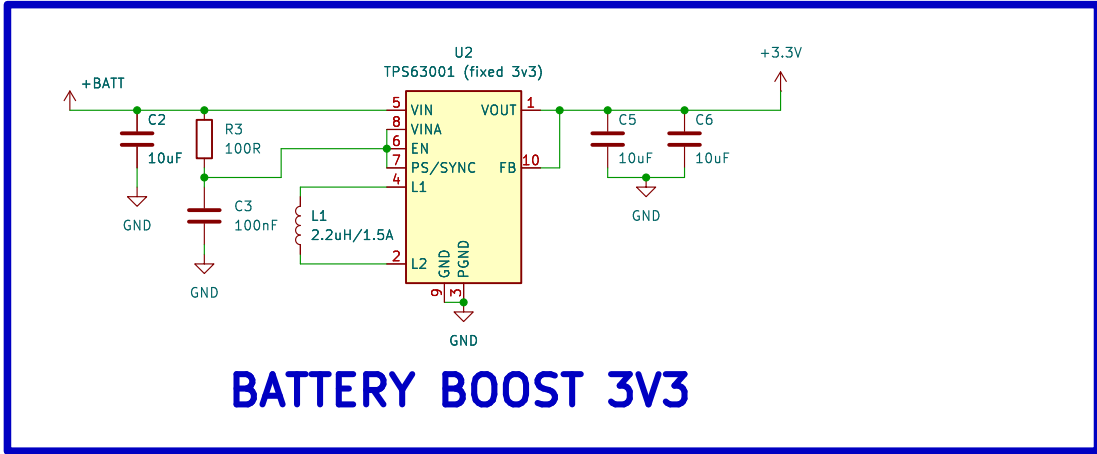 U2
TPS63001 (fixed 3v3)
+BATT
+3.3V
C2
10uF
GND
R3
100R
C3
100nF
GND
L1
2.2uH/1.5A
5 VIN
8 VINA
6 EN
7 PS/SYNC
4 L1
2 L2
VOUT 1
FB 10
GND 9
PGND 3
GND
C5
10uF
C6
10uF
GND
BATTERY BOOST 3V3